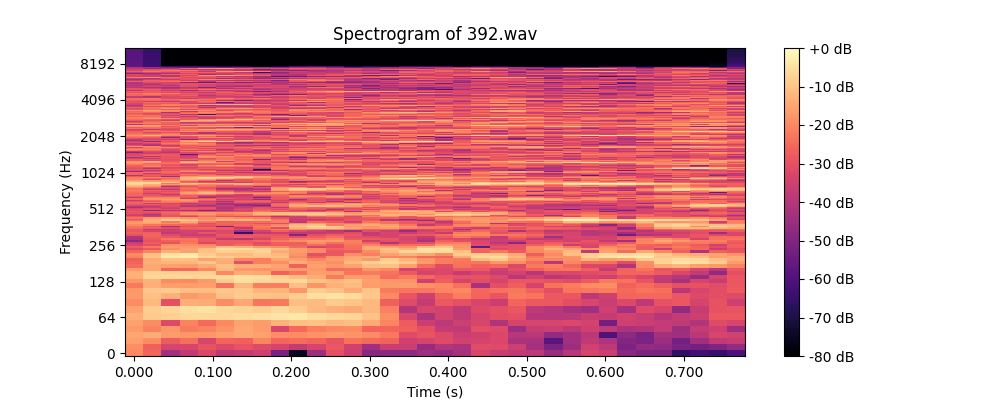 Spectrogram of 392.wav
Frequency (Hz)
8192
4096
2048
1024
512
256
128
64
0
0.000 0.100 0.200 0.300 0.400 0.500 0.600 0.700
Time (s)
+0 dB
-10 dB
-20 dB
-30 dB
-40 dB
-50 dB
-60 dB
-70 dB
-80 dB